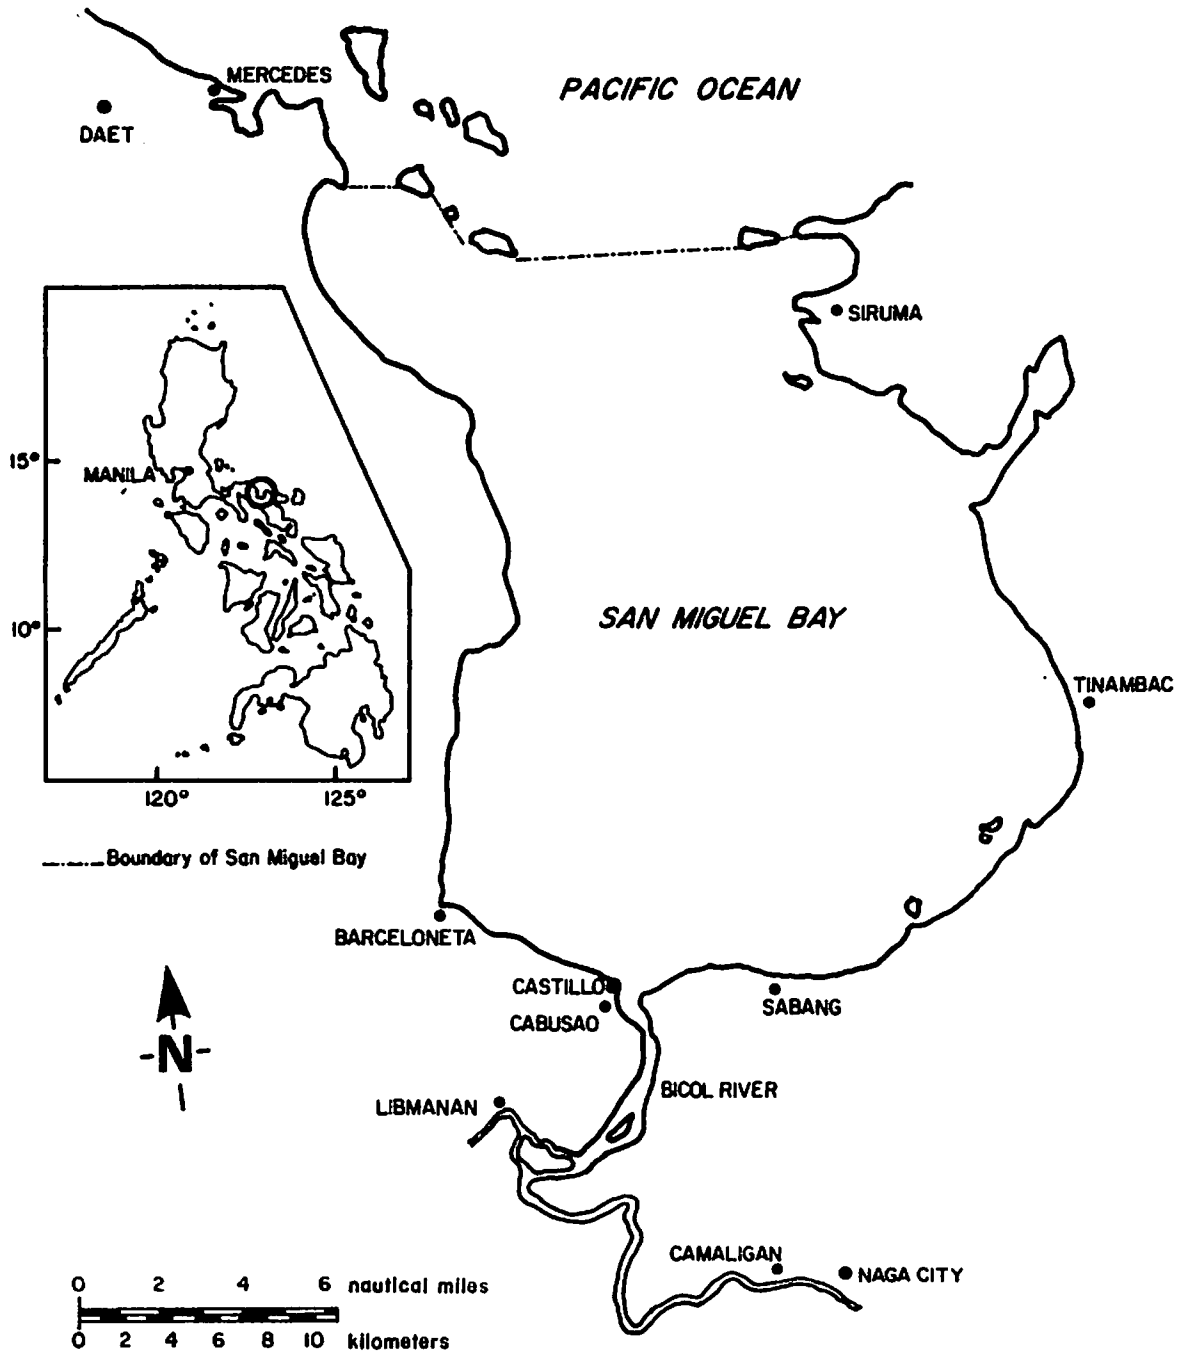 PACIFIC OCEAN
MERCEDES
DAET
SIRUMA
15°
MANILA
SAN MIGUEL BAY
10°
TINAMBAC
120° 125°
Boundary of San Miguel Bay
BARCELONETA
CASTILLO
SABANG
CABUSAO
N
BICOL RIVER
LIBMANAN
CAMALIGAN
NAGA CITY
0 2 4 6 nautical miles
0 2 4 6 8 10 kilometers